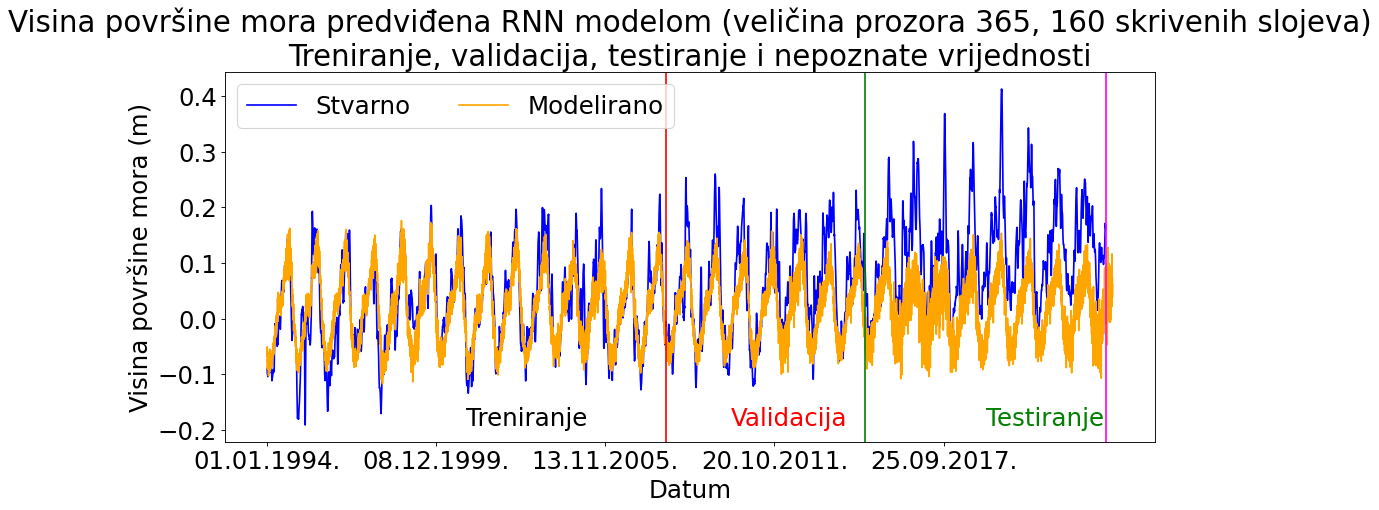 Visina površine mora predviđena RNN modelom (veličina prozora 365, 160 skrivenih slojeva)
Treniranje, validacija, testiranje i nepoznate vrijednosti
Stvarno Modelirano
Visina površine mora (m)
0.4
0.3
0.2
0.1
0.0
−0.1
−0.2
Treniranje Validacija Testiranje
01.01.1994. 08.12.1999. 13.11.2005. 20.10.2011. 25.09.2017.
Datum